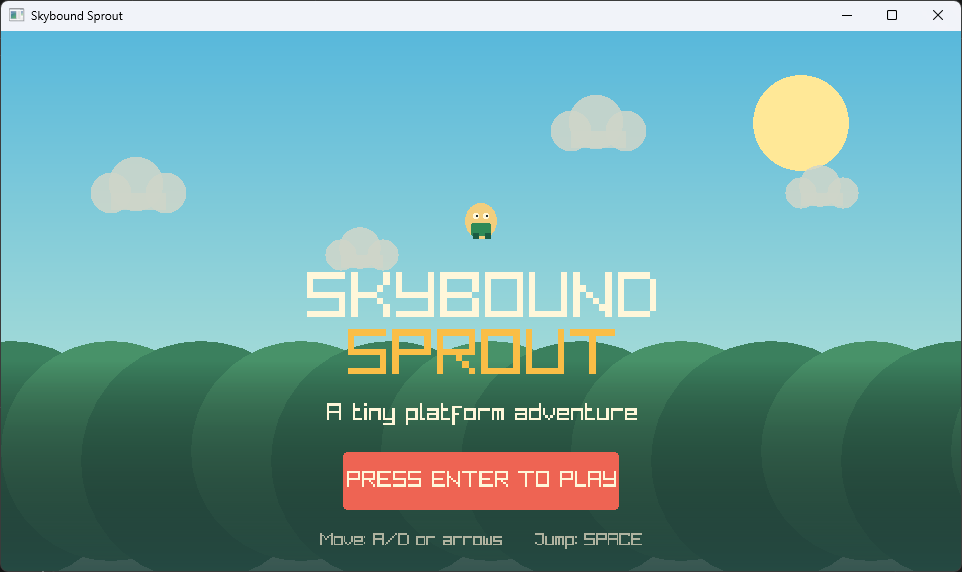 Skybound Sprout
SKYBOUND
SPROUT
A tiny platform adventure
PRESS ENTER TO PLAY
Move: A/D or arrows    Jump: SPACE